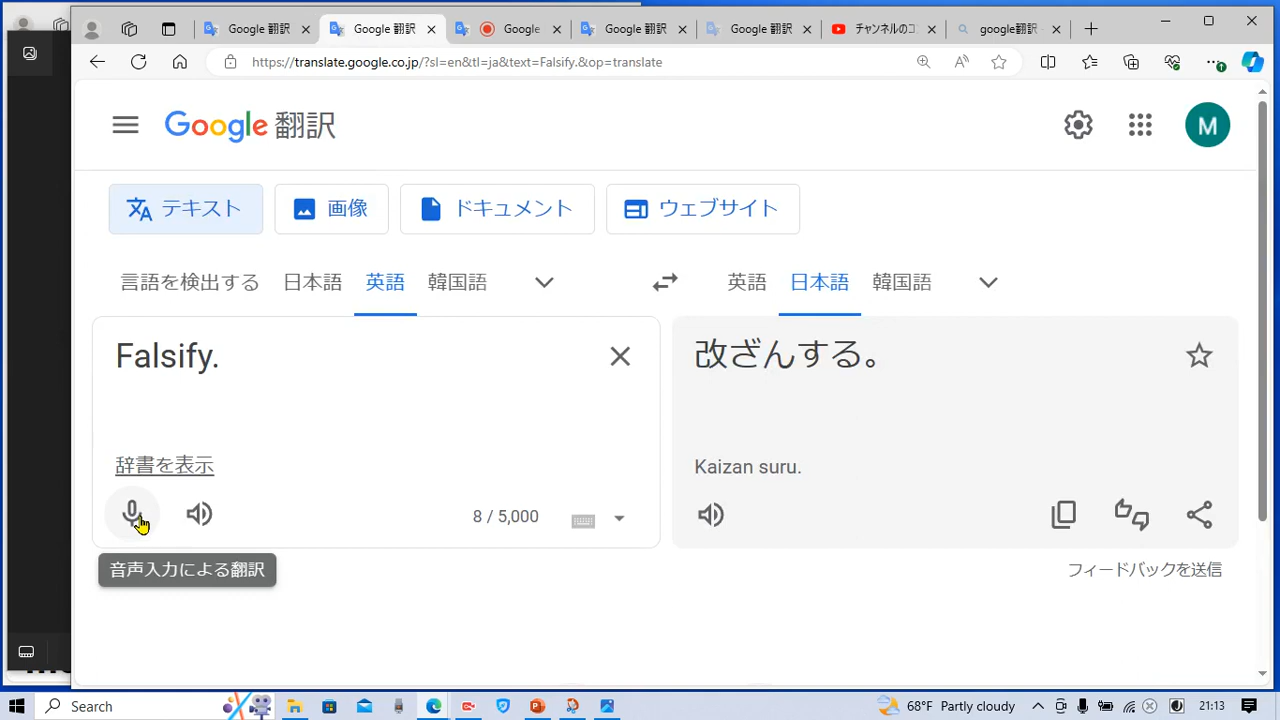 Google 翻訳
Google 翻訳
Google
Google 翻訳
Google 翻訳
チャンネルのコ
google翻訳 -
https://translate.google.co.jp/?sl=en&tl=ja&text=Falsify.&op=translate
Google 翻訳
M
テキスト
画像
ドキュメント
ウェブサイト
言語を検出する
日本語
英語
韓国語
英語
日本語
韓国語
Falsify.
改ざんする。
辞書を表示
Kaizan suru.
8 / 5,000
音声入力による翻訳
フィードバックを送信
Search
68°F Partly cloudy
21:13